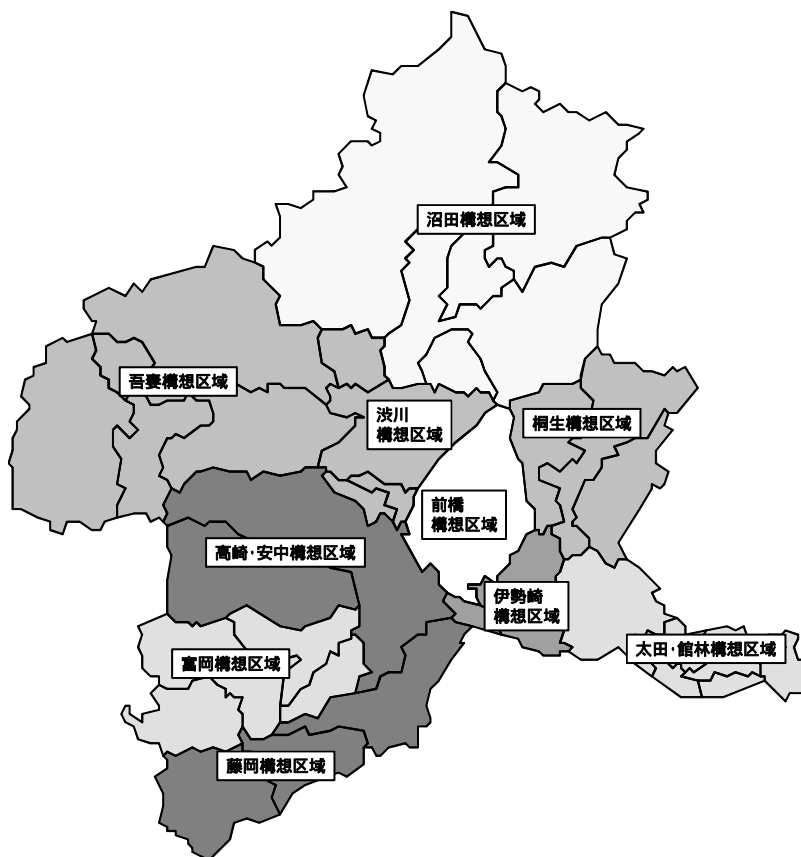 沼田構想区域
吾妻構想区域
渋川
構想区域
桐生構想区域
前橋
構想区域
高崎・安中構想区域
伊勢崎
構想区域
太田・館林構想区域
富岡構想区域
藤岡構想区域